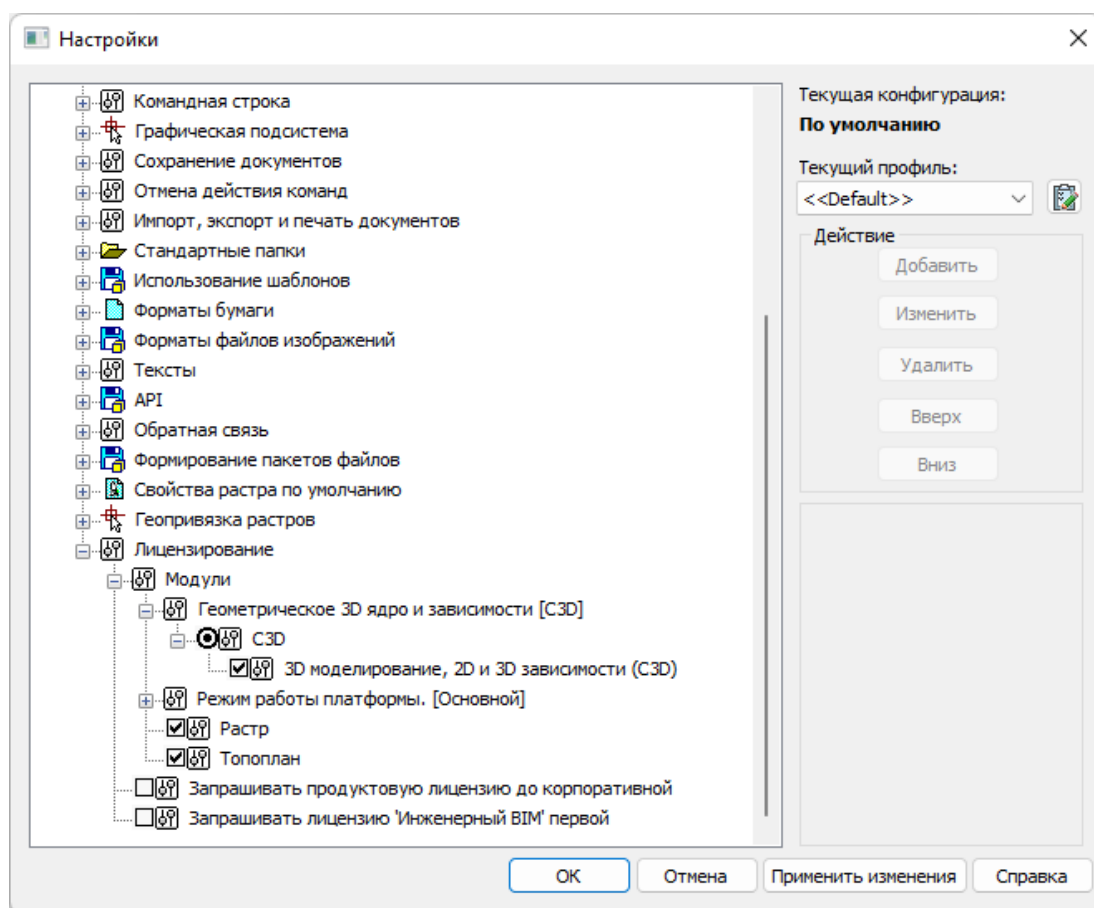 Настройки
Командная строка
Графическая подсистема
Сохранение документов
Отмена действия команд
Импорт, экспорт и печать документов
Стандартные папки
Использование шаблонов
Форматы бумаги
Форматы файлов изображений
Тексты
API
Обратная связь
Формирование пакетов файлов
Свойства растра по умолчанию
Геопривязка растров
Лицензирование
Модули
Геометрическое 3D ядро и зависимости [C3D]
C3D
3D моделирование, 2D и 3D зависимости (C3D)
Режим работы платформы. [Основной]
Растр
Топоплан
Запрашивать продуктовую лицензию до корпоративной
Запрашивать лицензию 'Инженерный BIM' первой
Текущая конфигурация:
По умолчанию
Текущий профиль:
<<Default>>
Действие
Добавить
Изменить
Удалить
Вверх
Вниз
ОК
Отмена
Применить изменения
Справка